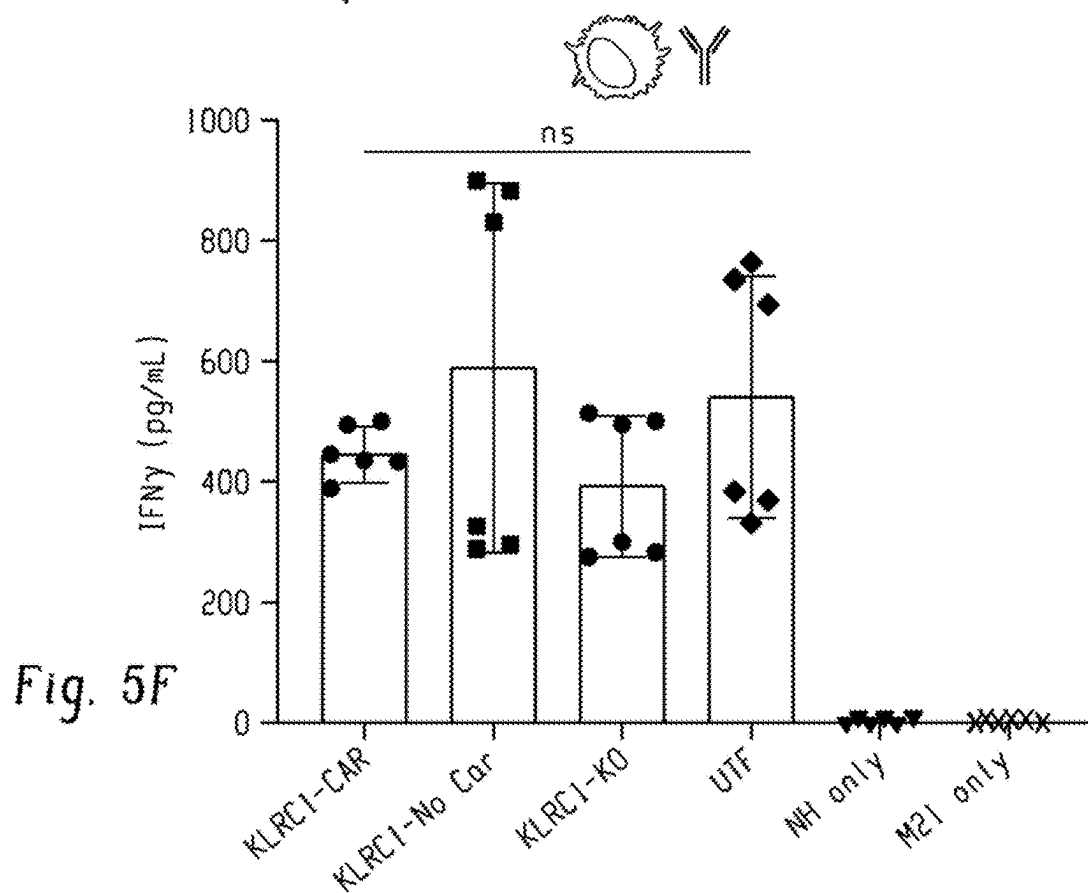 1000
ns
800
600
400
200
0
IFNγ (pg/mL)
Fig. 5F
KLRC1-CAR
KLRC1-No Car
KLRC1-KO
UTF
NH only
M21 only